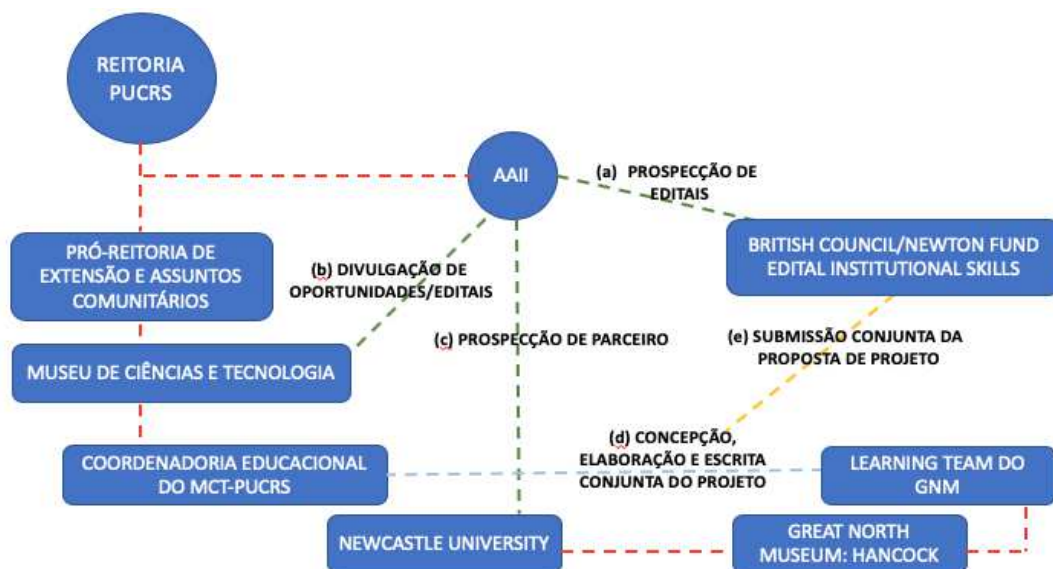 REITORIA
PUCRS
AAII
(a) PROSPECÇÃO DE
EDITAIS
PRÓ-REITORIA DE
EXTENSÃO E ASSUNTOS
COMUNITÁRIOS
BRITISH COUNCIL/NEWTON FUND
EDITAL INSTITUTIONAL SKILLS
(b) DIVULGAÇÃO DE
OPORTUNIDADES/EDITAIS
(c) PROSPECÇÃO DE PARCEIRO
(e) SUBMISSÃO CONJUNTA DA
PROPOSTA DE PROJETO
MUSEU DE CIÊNCIAS E TECNOLOGIA
(d) CONCEPÇÃO,
ELABORAÇÃO E ESCRITA
CONJUNTA DO PROJETO
COORDENADORIA EDUCACIONAL
DO MCT-PUCRS
LEARNING TEAM DO
GNM
NEWCASTLE UNIVERSITY
GREAT NORTH
MUSEUM: HANCOCK